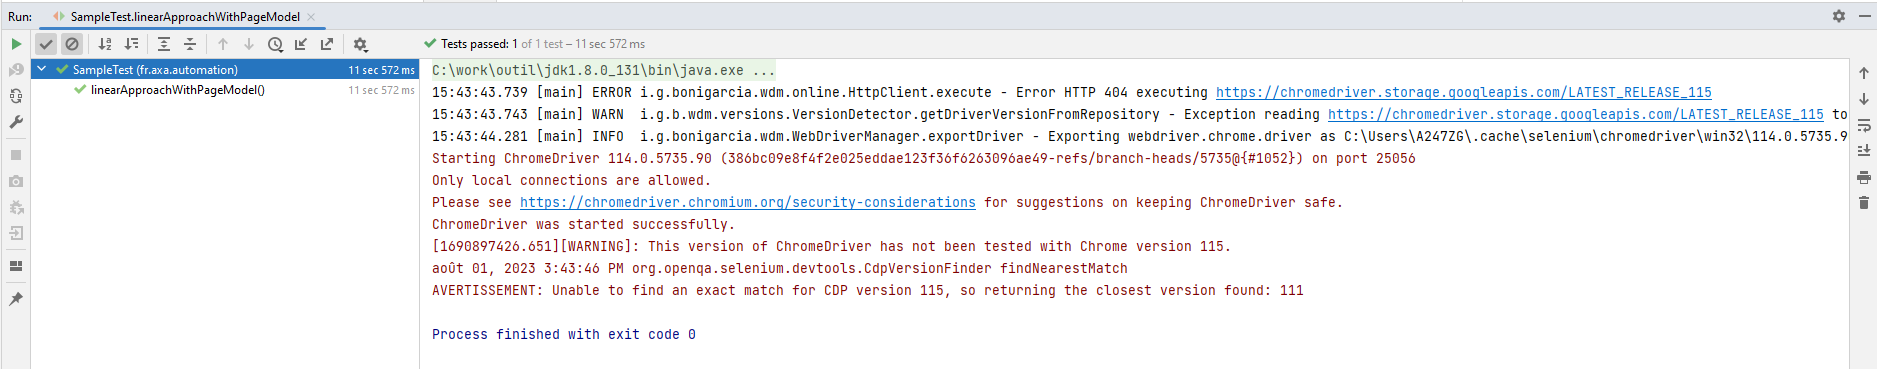 Run: SampleTest.linearApproachWithPageModel
Tests passed: 1 of 1 test – 11 sec 572 ms
SampleTest (fr.axa.automation) 11 sec 572 ms
linearApproachWithPageModel() 11 sec 572 ms
C:\work\outil\jdk1.8.0_131\bin\java.exe ...
15:43:43.739 [main] ERROR i.g.bonigarcia.wdm.online.HttpClient.execute - Error HTTP 404 executing https://chromedriver.storage.googleapis.com/LATEST_RELEASE_115
15:43:43.743 [main] WARN  i.g.b.wdm.versions.VersionDetector.getDriverVersionFromRepository - Exception reading https://chromedriver.storage.googleapis.com/LATEST_RELEASE_115 to
15:43:44.281 [main] INFO  i.g.bonigarcia.wdm.WebDriverManager.exportDriver - Exporting webdriver.chrome.driver as C:\Users\A247ZG\.cache\selenium\chromedriver\win32\114.0.5735.9
Starting ChromeDriver 114.0.5735.90 (386bc09e8f4f2e025eddae123f36f6263096ae49-refs/branch-heads/5735@{#1052}) on port 25056
Only local connections are allowed.
Please see https://chromedriver.chromium.org/security-considerations for suggestions on keeping ChromeDriver safe.
ChromeDriver was started successfully.
[1690897426.651][WARNING]: This version of ChromeDriver has not been tested with Chrome version 115.
août 01, 2023 3:43:46 PM org.openqa.selenium.devtools.CdpVersionFinder findNearestMatch
AVERTISSEMENT: Unable to find an exact match for CDP version 115, so returning the closest version found: 111
Process finished with exit code 0